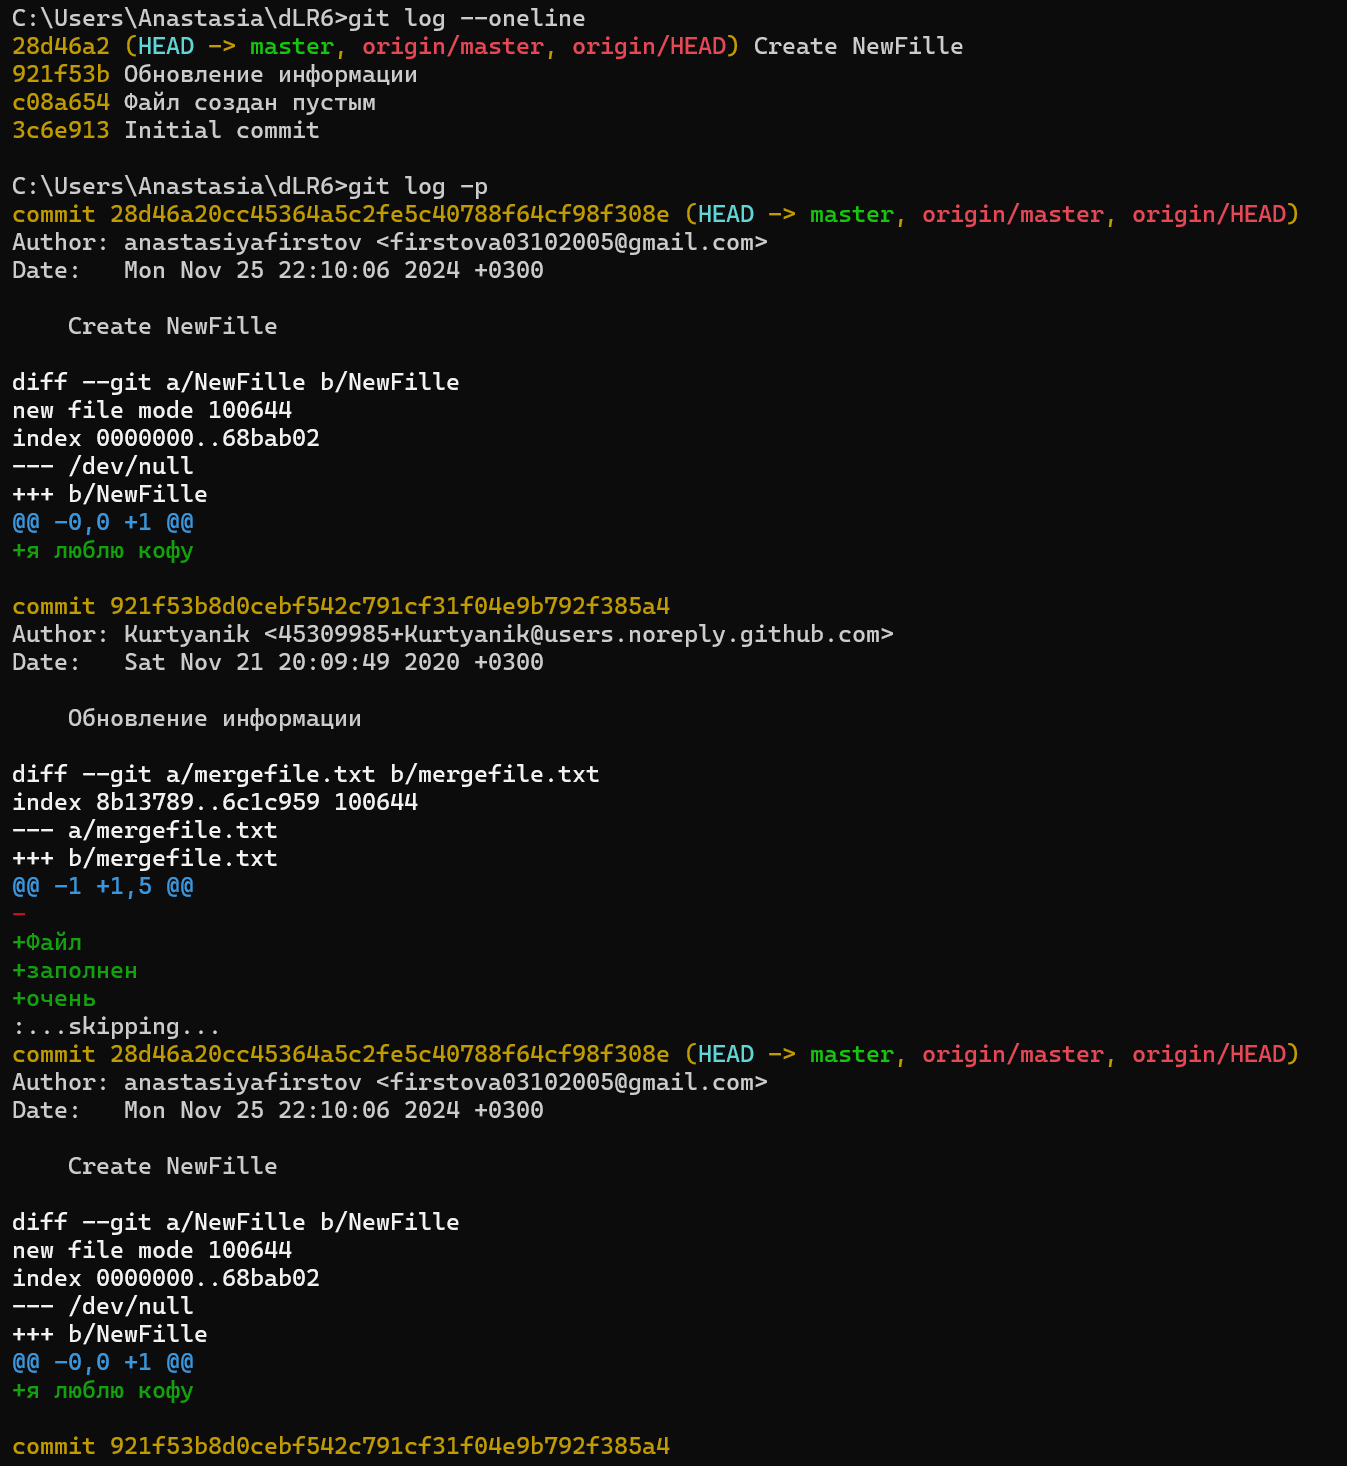 C:\Users\Anastasia\dLR6>git log --oneline
28d46a2 (HEAD -> master, origin/master, origin/HEAD) Create NewFille
921f53b Обновление информации
c08a654 Файл создан пустым
3c6e913 Initial commit
C:\Users\Anastasia\dLR6>git log -p
commit 28d46a20cc45364a5c2fe5c40788f64cf98f308e (HEAD -> master, origin/master, origin/HEAD)
Author: anastasiyafirstov <firstova03102005@gmail.com>
Date:   Mon Nov 25 22:10:06 2024 +0300
    Create NewFille
diff --git a/NewFille b/NewFille
new file mode 100644
index 0000000..68bab02
--- /dev/null
+++ b/NewFille
@@ -0,0 +1 @@
+я люблю кофу
commit 921f53b8d0cebf542c791cf31f04e9b792f385a4
Author: Kurtyanik <45309985+Kurtyanik@users.noreply.github.com>
Date:   Sat Nov 21 20:09:49 2020 +0300
    Обновление информации
diff --git a/mergefile.txt b/mergefile.txt
index 8b13789..6c1c959 100644
--- a/mergefile.txt
+++ b/mergefile.txt
@@ -1 +1,5 @@
-
+Файл
+заполнен
+очень
:...skipping...
commit 28d46a20cc45364a5c2fe5c40788f64cf98f308e (HEAD -> master, origin/master, origin/HEAD)
Author: anastasiyafirstov <firstova03102005@gmail.com>
Date:   Mon Nov 25 22:10:06 2024 +0300
    Create NewFille
diff --git a/NewFille b/NewFille
new file mode 100644
index 0000000..68bab02
--- /dev/null
+++ b/NewFille
@@ -0,0 +1 @@
+я люблю кофу
commit 921f53b8d0cebf542c791cf31f04e9b792f385a4